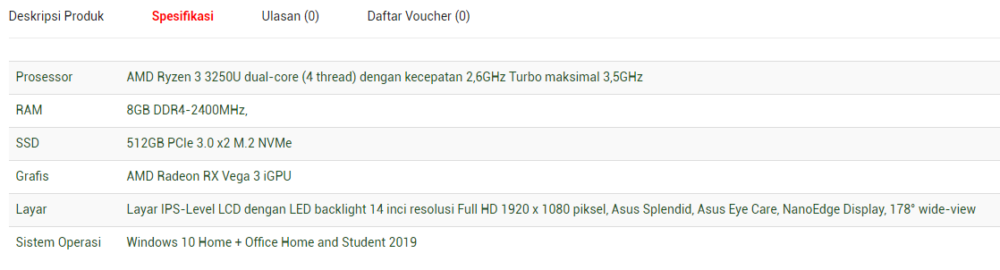 Deskripsi Produk Spesifikasi Ulasan (0) Daftar Voucher (0)
Prosessor AMD Ryzen 3 3250U dual-core (4 thread) dengan kecepatan 2,6GHz Turbo maksimal 3,5GHz
RAM 8GB DDR4-2400MHz,
SSD 512GB PCIe 3.0 x2 M.2 NVMe
Grafis AMD Radeon RX Vega 3 iGPU
Layar Layar IPS-Level LCD dengan LED backlight 14 inci resolusi Full HD 1920 x 1080 piksel, Asus Splendid, Asus Eye Care, NanoEdge Display, 178° wide-view
Sistem Operasi Windows 10 Home + Office Home and Student 2019